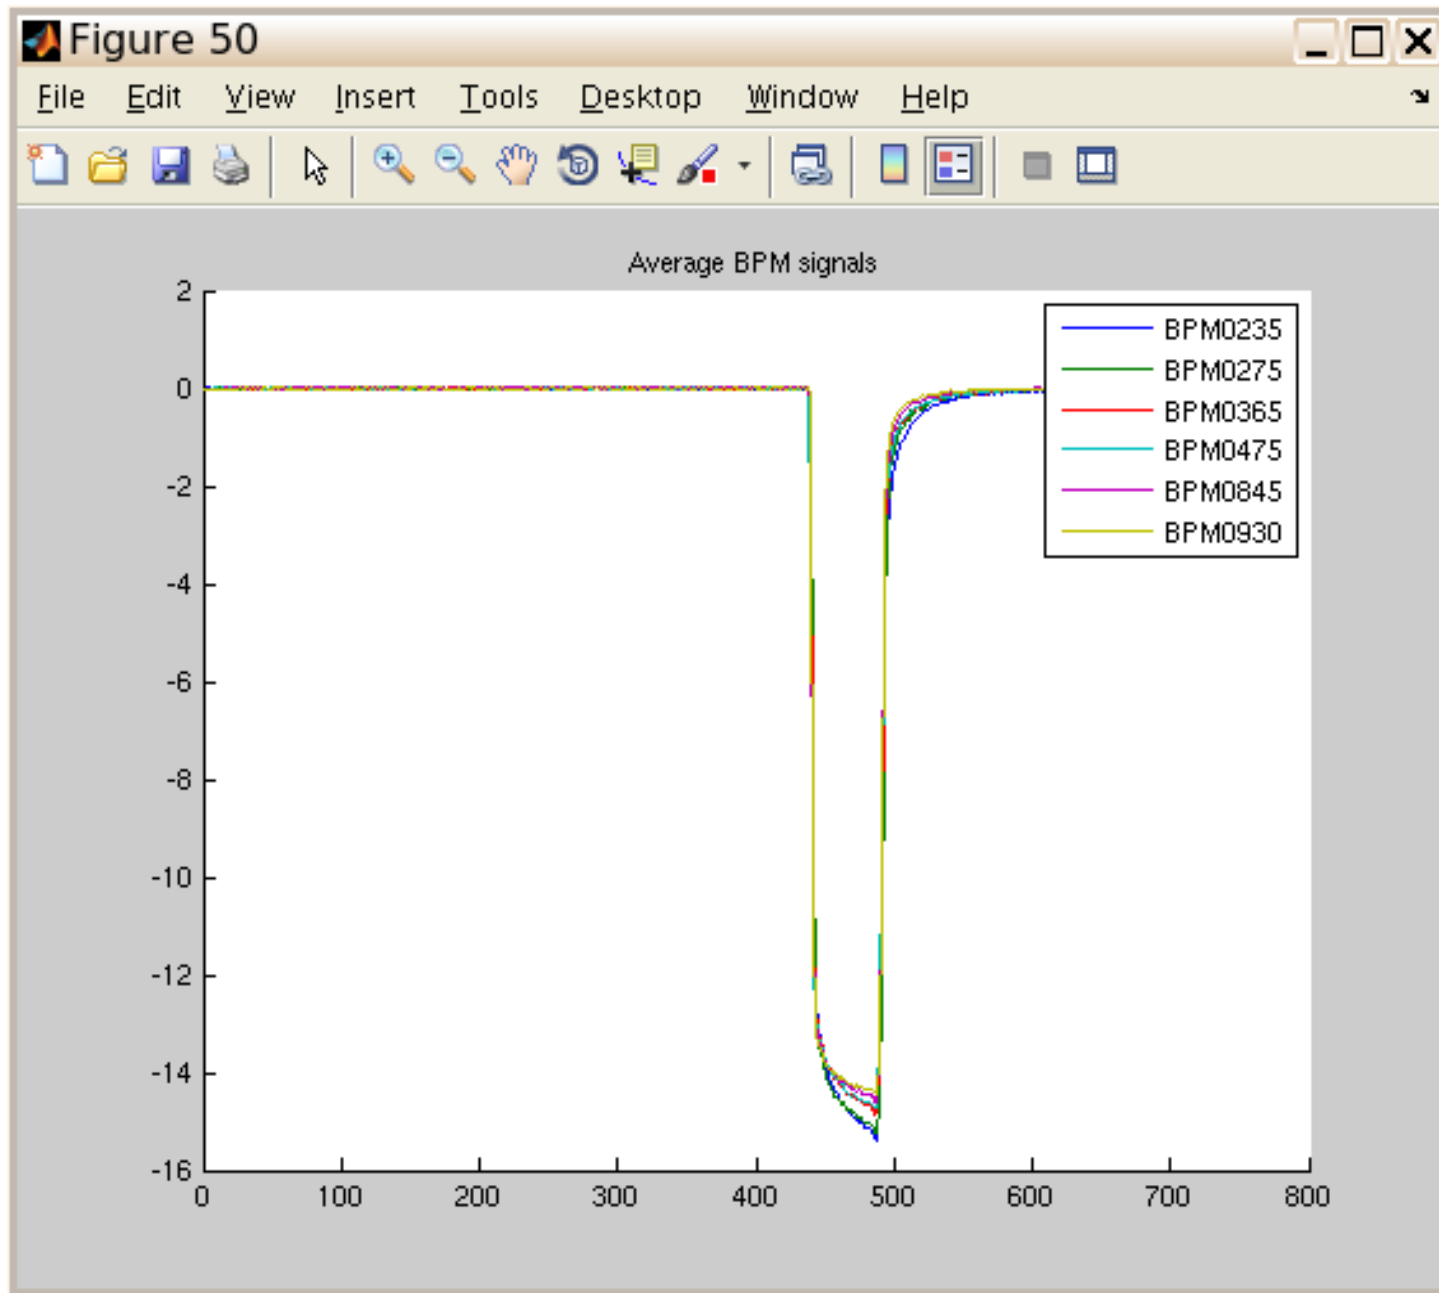 Figure 50
File Edit View Insert Tools Desktop Window Help
Average BPM signals
2
0
-2
-4
-6
-8
-10
-12
-14
-16
0 100 200 300 400 500 600 700 800
BPM0235
BPM0275
BPM0365
BPM0475
BPM0845
BPM0930